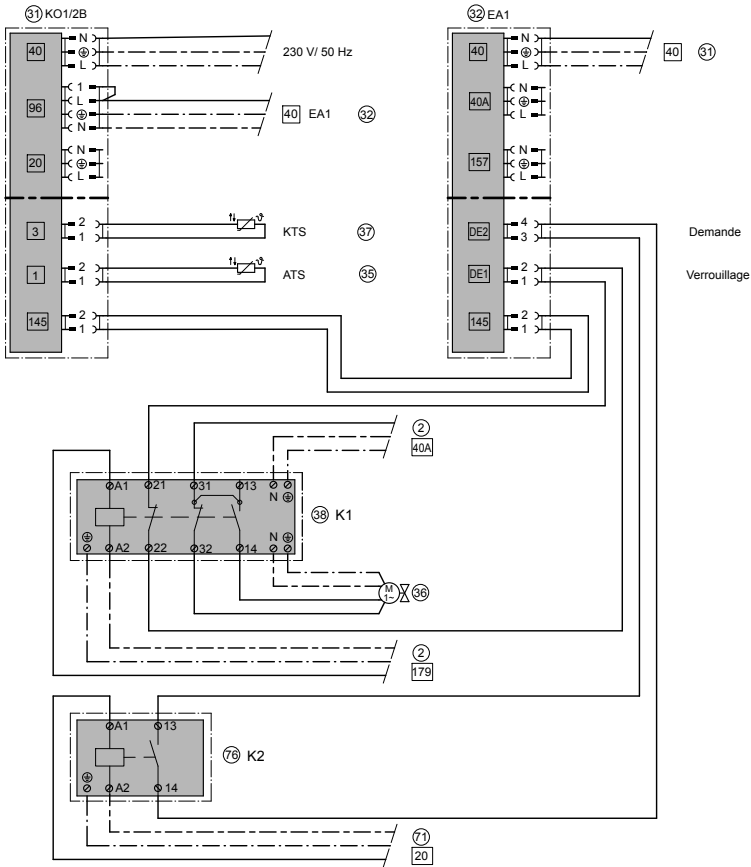 31 KO1/2B
40
N
L
230 V/ 50 Hz
96
1
L
N
40 EA1 32
20
N
L
3
2
1
KTS 37
1
2
1
ATS 35
145
2
1
32 EA1
40
N
L
40 31
40A
N
L
157
N
L
DE2
4
3
Demande
DE1
2
1
Verrouillage
145
2
1
2
40A
A1 21 31 13
N
38 K1
N
A2 22 32 14
M
1~
36
2
179
A1 13
76 K2
A2 14
71
20